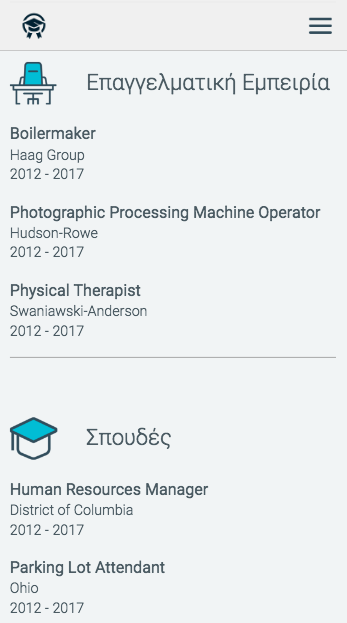 Επαγγελματική Εμπειρία
Boilermaker
Haag Group
2012 - 2017
Photographic Processing Machine Operator
Hudson-Rowe
2012 - 2017
Physical Therapist
Swaniawski-Anderson
2012 - 2017
Σπουδές
Human Resources Manager
District of Columbia
2012 - 2017
Parking Lot Attendant
Ohio
2012 - 2017